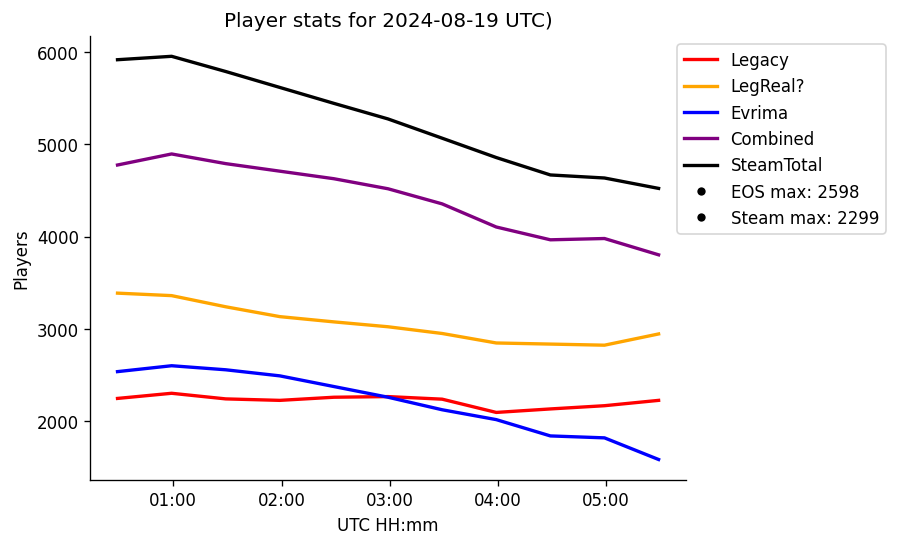 Player stats for 2024-08-19 UTC)
6000
5000
4000
3000
2000
Players
01:00
02:00
03:00
04:00
05:00
UTC HH:mm
Legacy
LegReal?
Evrima
Combined
SteamTotal
EOS max: 2598
Steam max: 2299